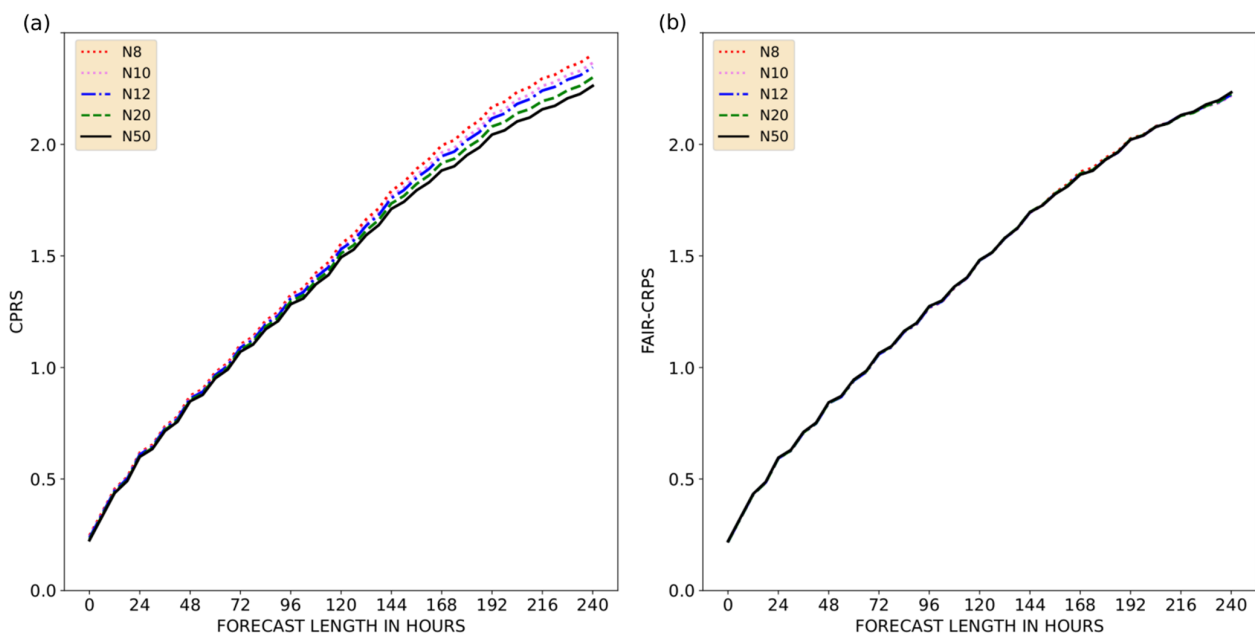 (a)
N8
N10
N12
N20
N50
2.0
1.5
1.0
0.5
0.0
CPRS
0 24 48 72 96 120 144 168 192 216 240
FORECAST LENGTH IN HOURS
(b)
N8
N10
N12
N20
N50
2.0
1.5
1.0
0.5
0.0
FAIR-CRPS
0 24 48 72 96 120 144 168 192 216 240
FORECAST LENGTH IN HOURS